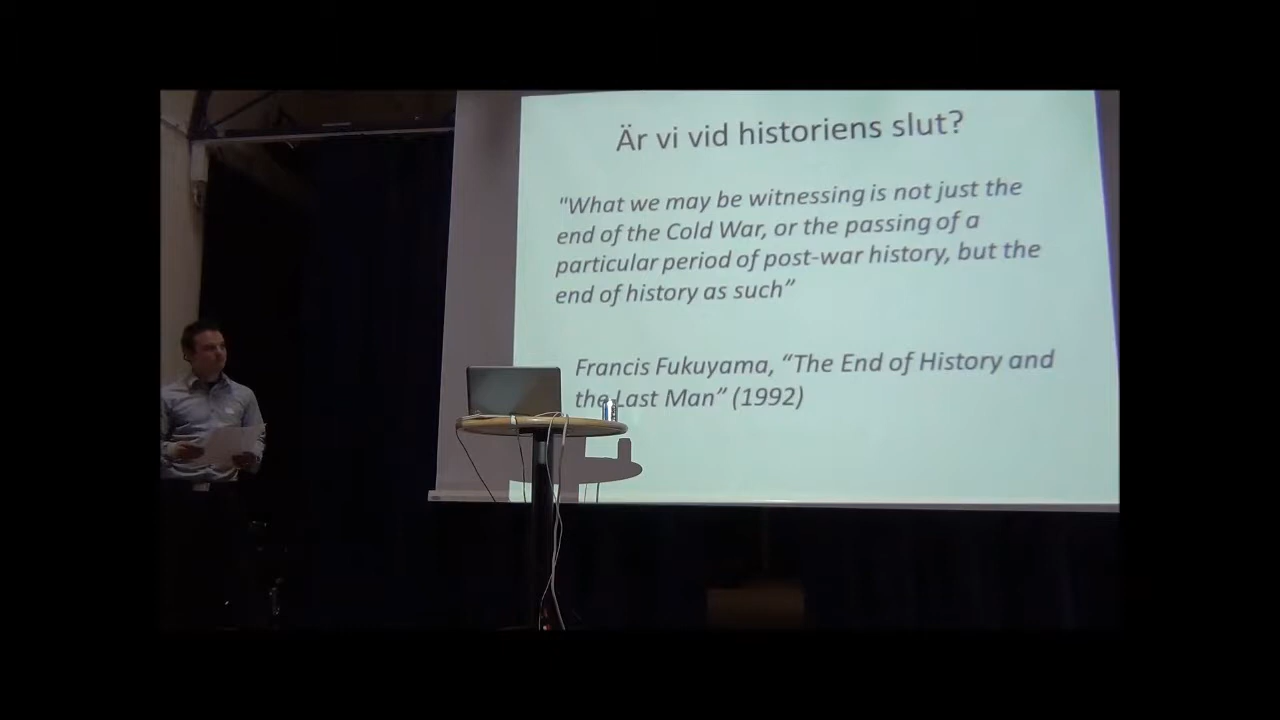 Är vi vid historiens slut?
"What we may be witnessing is not just the
end of the Cold War, or the passing of a
particular period of post-war history, but the
end of history as such”
Francis Fukuyama, “The End of History and
the Last Man” (1992)